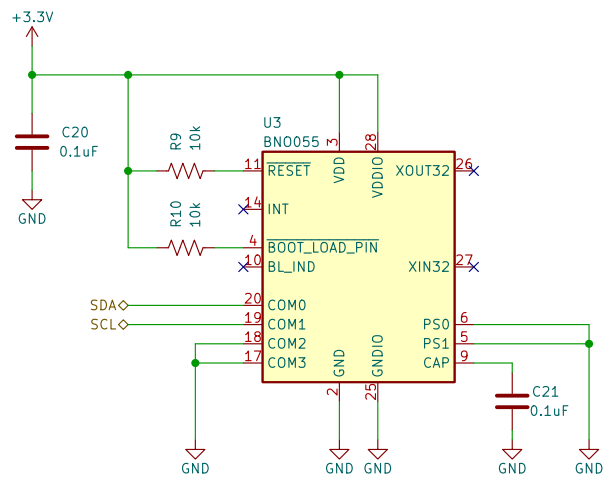 +3.3V
C20
0.1uF
GND
R9
10k
R10
10k
U3
BNO055
3
VDD
28
VDDIO
11
RESET
14
INT
4
BOOT_LOAD_PIN
10
BL_IND
SDA
20
COM0
SCL
19
COM1
18
COM2
17
COM3
XOUT32
26
XIN32
27
PS0
6
PS1
5
CAP
9
GND
2
GNDIO
25
C21
0.1uF
GND
GND
GND
GND
GND